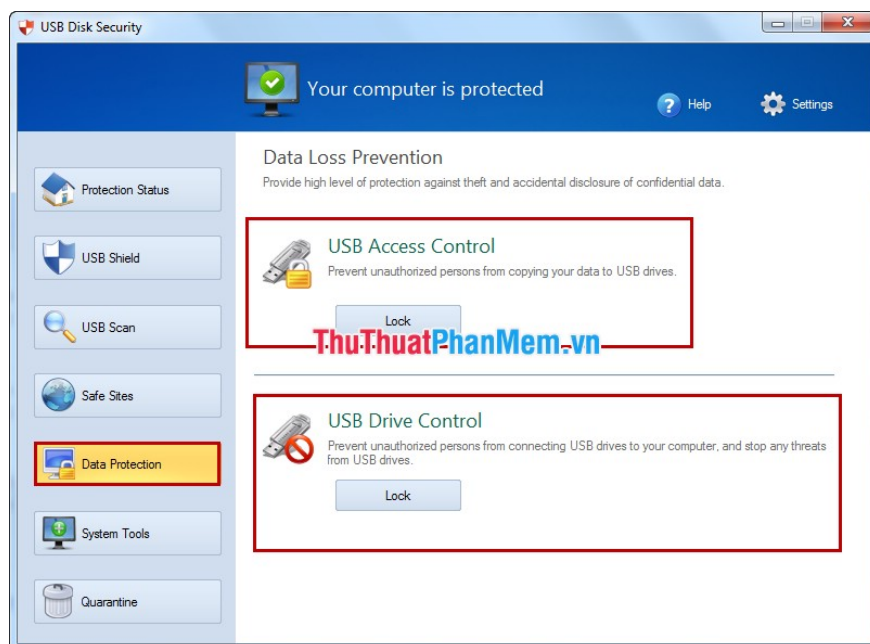 USB Disk Security
Your computer is protected
Help
Settings
Protection Status
USB Shield
USB Scan
Safe Sites
Data Protection
System Tools
Quarantine
Data Loss Prevention
Provide high level of protection against theft and accidental disclosure of confidential data.
USB Access Control
Prevent unauthorized persons from copying your data to USB drives.
Lock
ThuThuatPhanMem.vn
USB Drive Control
Prevent unauthorized persons from connecting USB drives to your computer, and stop any threats
from USB drives.
Lock